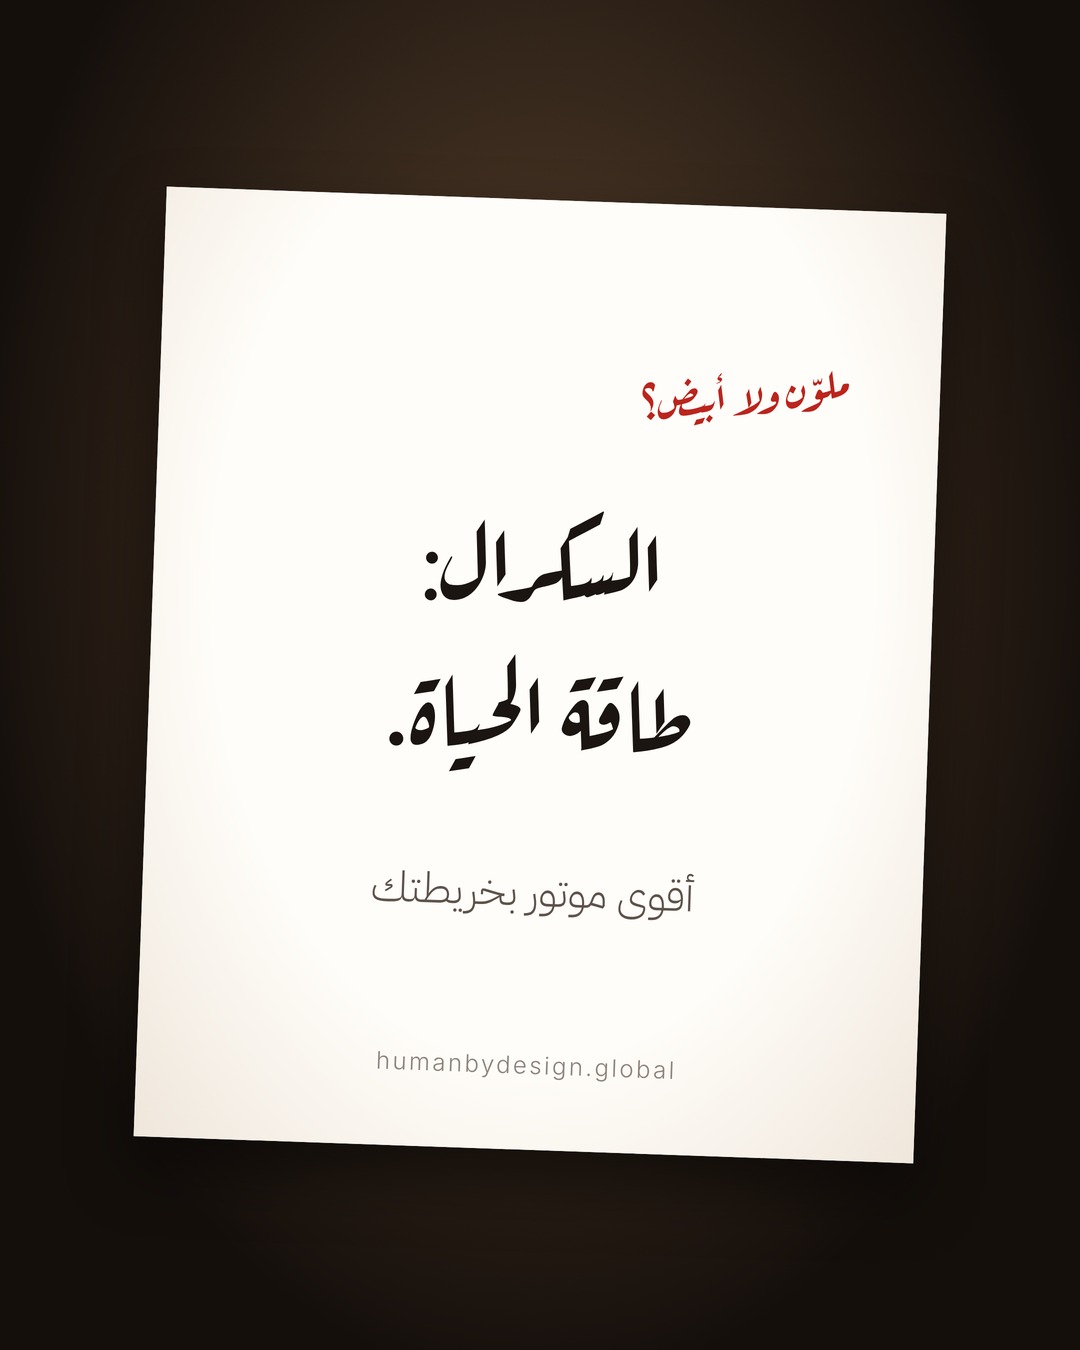 ملوّن ولا أبيض؟
السكرال:
طاقة الحياة.
أقوى موتور بخريطتك
humanbydesign.global